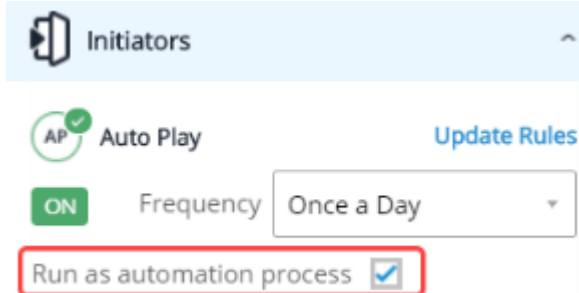 Initiators
AP Auto Play Update Rules
ON Frequency Once a Day
Run as automation process